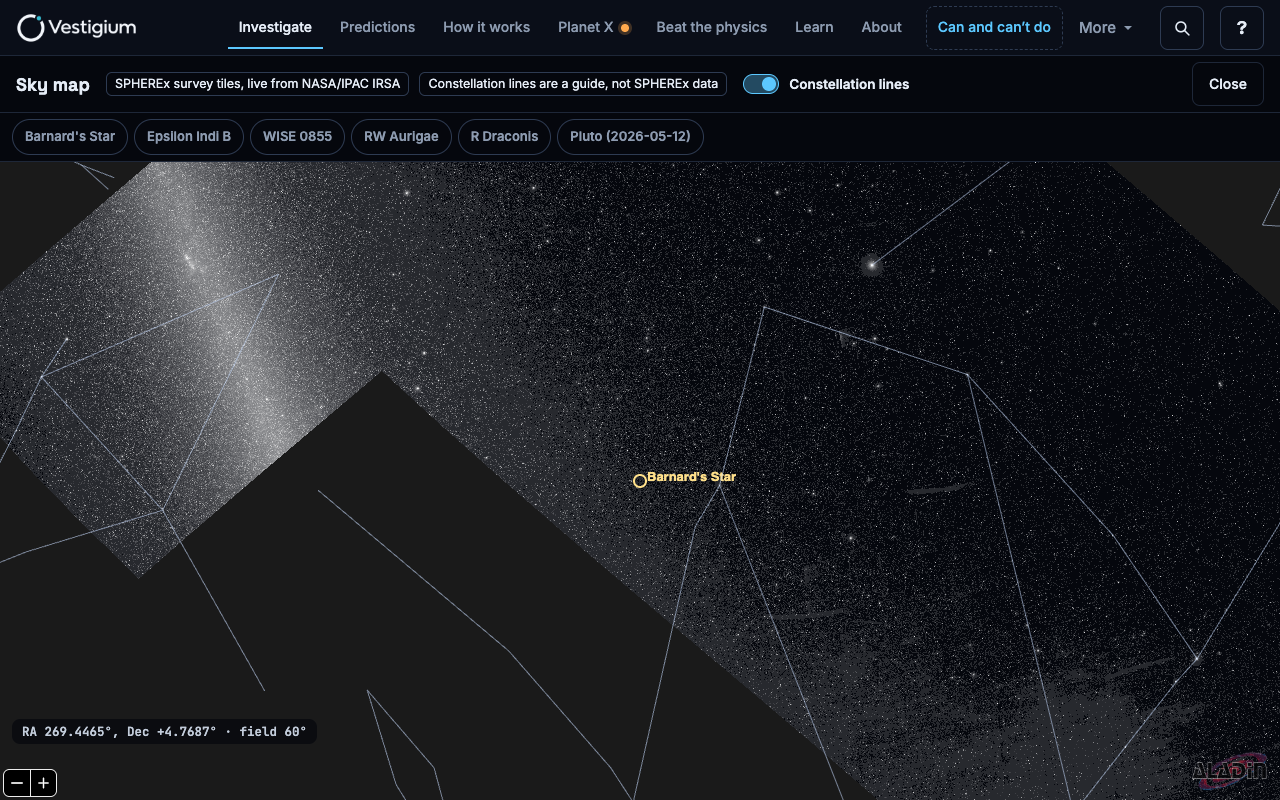 Vestigium
Investigate
Predictions
How it works
Planet X
Beat the physics
Learn
About
Can and can't do
More
?
Sky map
SPHEREx survey tiles, live from NASA/IPAC IRSA
Constellation lines are a guide, not SPHEREx data
Constellation lines
Close
Barnard's Star
Epsilon Indi B
WISE 0855
RW Aurigae
R Draconis
Pluto (2026-05-12)
Barnard's Star
RA 269.4465°, Dec +4.7687° · field 60°
− +
ALADiN